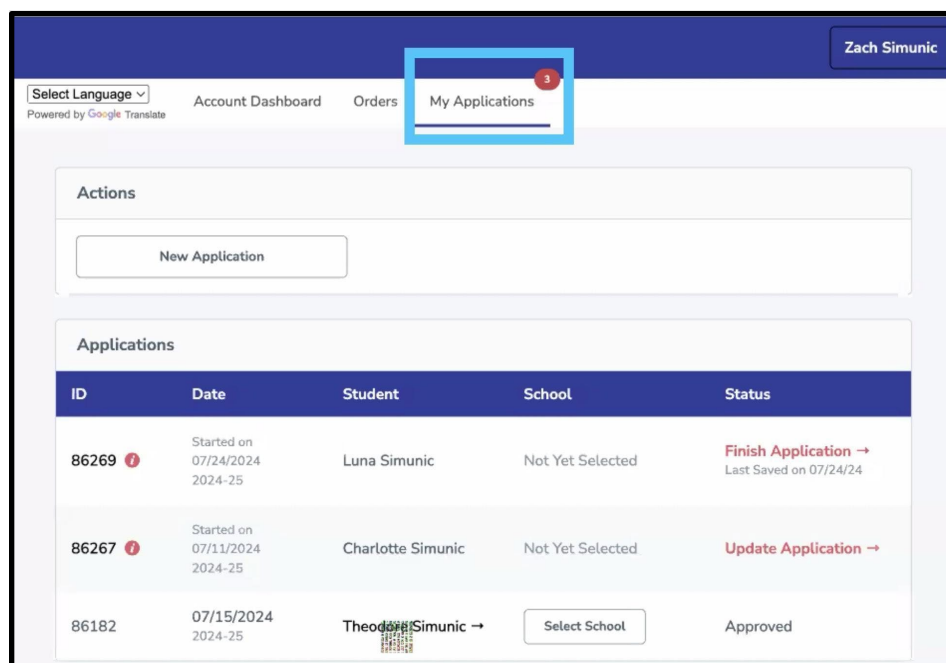 Zach Simunic
Select Language
Powered by Google Translate
Account Dashboard
Orders
My Applications
3
Actions
New Application
Applications
ID Date Student School Status
86269 i
Started on
07/24/2024
2024-25
Luna Simunic
Not Yet Selected
Finish Application →
Last Saved on 07/24/24
86267 i
Started on
07/11/2024
2024-25
Charlotte Simunic
Not Yet Selected
Update Application →
86182
07/15/2024
2024-25
Theodore Simunic →
Select School
Approved